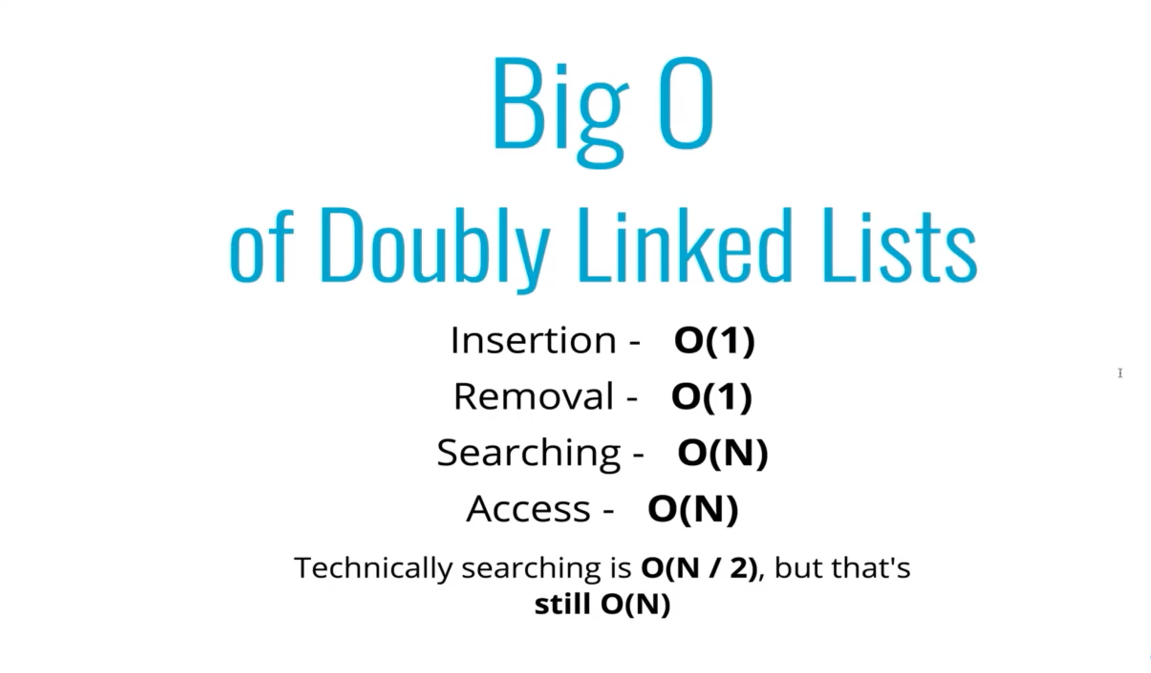 Big O
of Doubly Linked Lists
Insertion - O(1)
Removal - O(1)
Searching - O(N)
Access - O(N)
Technically searching is O(N / 2), but that's
still O(N)